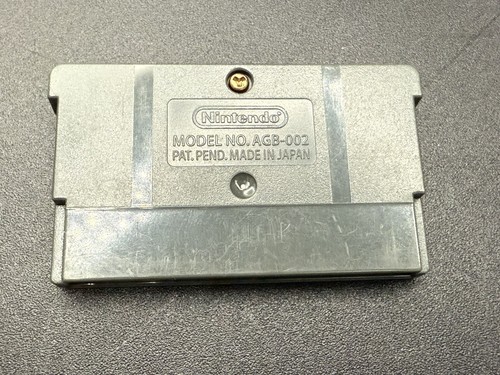 Nintendo
MODEL NO. AGB-002
PAT. PEND. MADE IN JAPAN